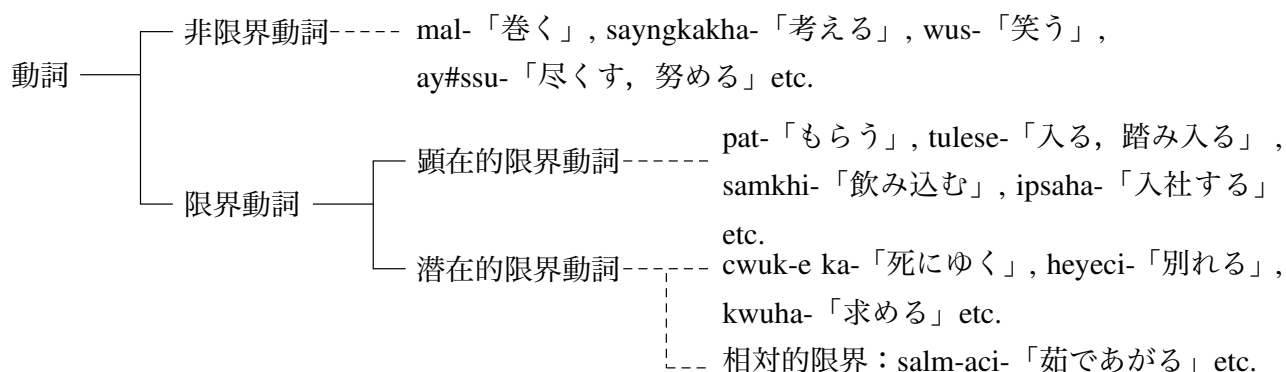 動詞
非限界動詞
mal-「巻く」, sayngkakha-「考える」, wus-「笑う」,
ay#ssu-「尽くす，努める」etc.
限界動詞
顕在的限界動詞
pat-「もらう」, tulese-「入る，踏み入る」,
samkhi-「飲み込む」, ipsaha-「入社する」
etc.
潜在的限界動詞
cwuk-e ka-「死にゆく」, heyeci-「別れる」,
kwuha-「求める」etc.
相対的限界：salm-aci-「茹であがる」etc.